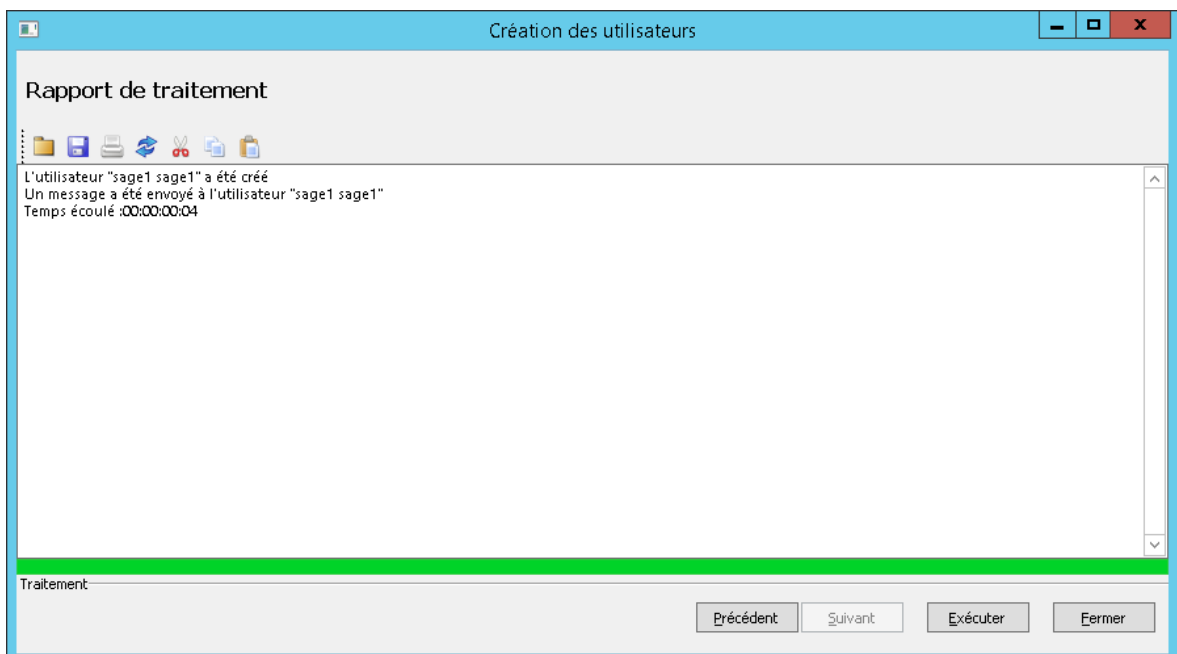 Création des utilisateurs
Rapport de traitement
L'utilisateur "sage1 sage1" a été créé
Un message a été envoyé à l'utilisateur "sage1 sage1"
Temps écoulé :00:00:00:04
Traitement
Précédent Suivant Exécuter Fermer